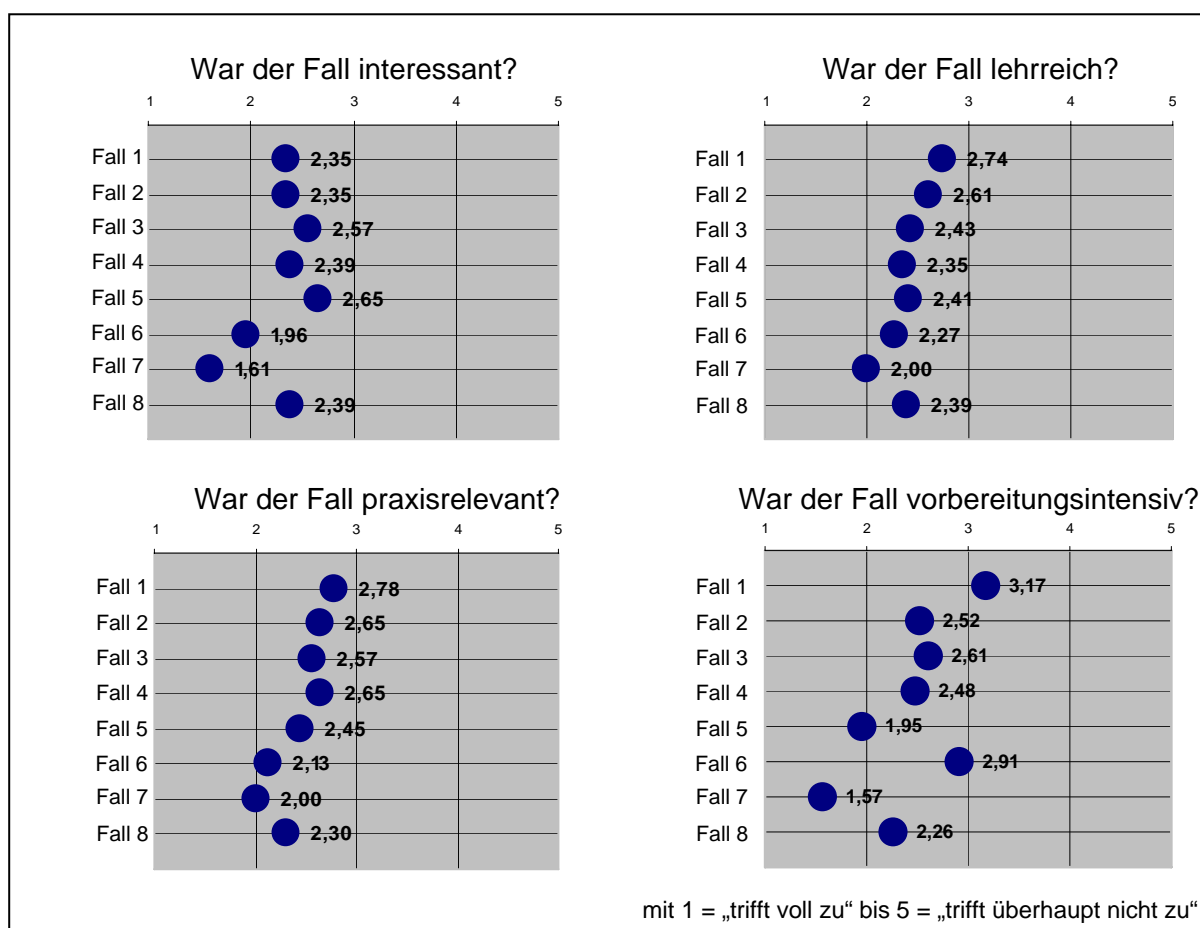 War der Fall interessant?
1 2 3 4 5
Fall 1 2,35
Fall 2 2,35
Fall 3 2,57
Fall 4 2,39
Fall 5 2,65
Fall 6 1,96
Fall 7 1,61
Fall 8 2,39
War der Fall lehrreich?
1 2 3 4 5
Fall 1 2,74
Fall 2 2,61
Fall 3 2,43
Fall 4 2,35
Fall 5 2,41
Fall 6 2,27
Fall 7 2,00
Fall 8 2,39
War der Fall praxisrelevant?
1 2 3 4 5
Fall 1 2,78
Fall 2 2,65
Fall 3 2,57
Fall 4 2,65
Fall 5 2,45
Fall 6 2,13
Fall 7 2,00
Fall 8 2,30
War der Fall vorbereitungsintensiv?
1 2 3 4 5
Fall 1 3,17
Fall 2 2,52
Fall 3 2,61
Fall 4 2,48
Fall 5 1,95
Fall 6 2,91
Fall 7 1,57
Fall 8 2,26
mit 1 = „trifft voll zu“ bis 5 = „trifft überhaupt nicht zu“